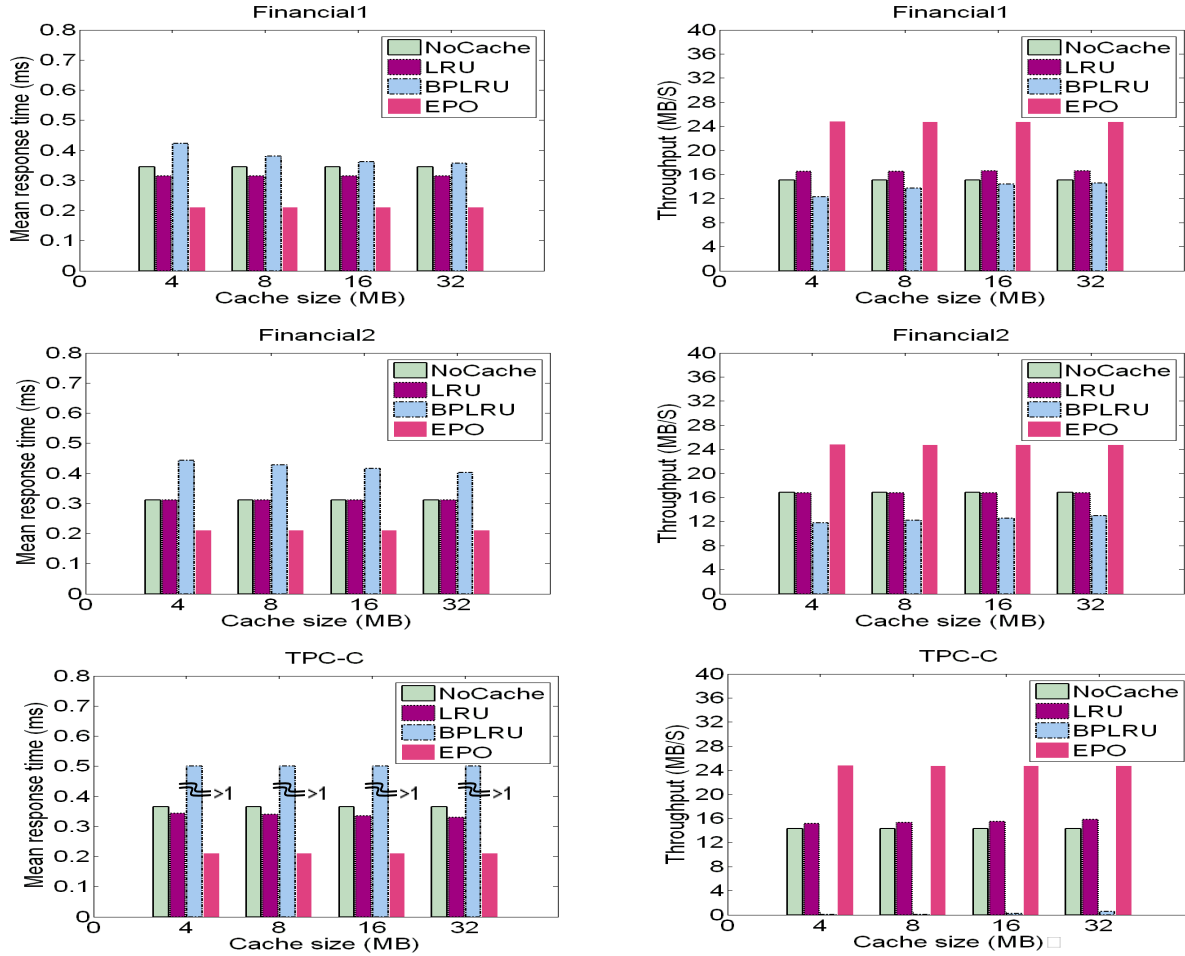 Financial1
Mean response time (ms)
0.8
0.7
0.6
0.5
0.4
0.3
0.2
0.1
0
NoCache
LRU
BPLRU
EPO
0 4 8 16 32
Cache size (MB)
Financial1
Throughput (MB/S)
40
36
32
28
24
20
16
12
8
4
0
NoCache
LRU
BPLRU
EPO
0 4 8 16 32
Cache size (MB)
Financial2
Mean response time (ms)
0.8
0.7
0.6
0.5
0.4
0.3
0.2
0.1
0
NoCache
LRU
BPLRU
EPO
0 4 8 16 32
Cache size (MB)
Financial2
Throughput (MB/S)
40
36
32
28
24
20
16
12
8
4
0
NoCache
LRU
BPLRU
EPO
0 4 8 16 32
Cache size (MB)
TPC-C
Mean response time (ms)
0.8
0.7
0.6
0.5
0.4
0.3
0.2
0.1
0
NoCache
LRU
BPLRU
EPO
>1 >1 >1 >1
0 4 8 16 32
Cache size (MB)
TPC-C
Throughput (MB/S)
40
36
32
28
24
20
16
12
8
4
0
NoCache
LRU
BPLRU
EPO
0 4 8 16 32
Cache size (MB)